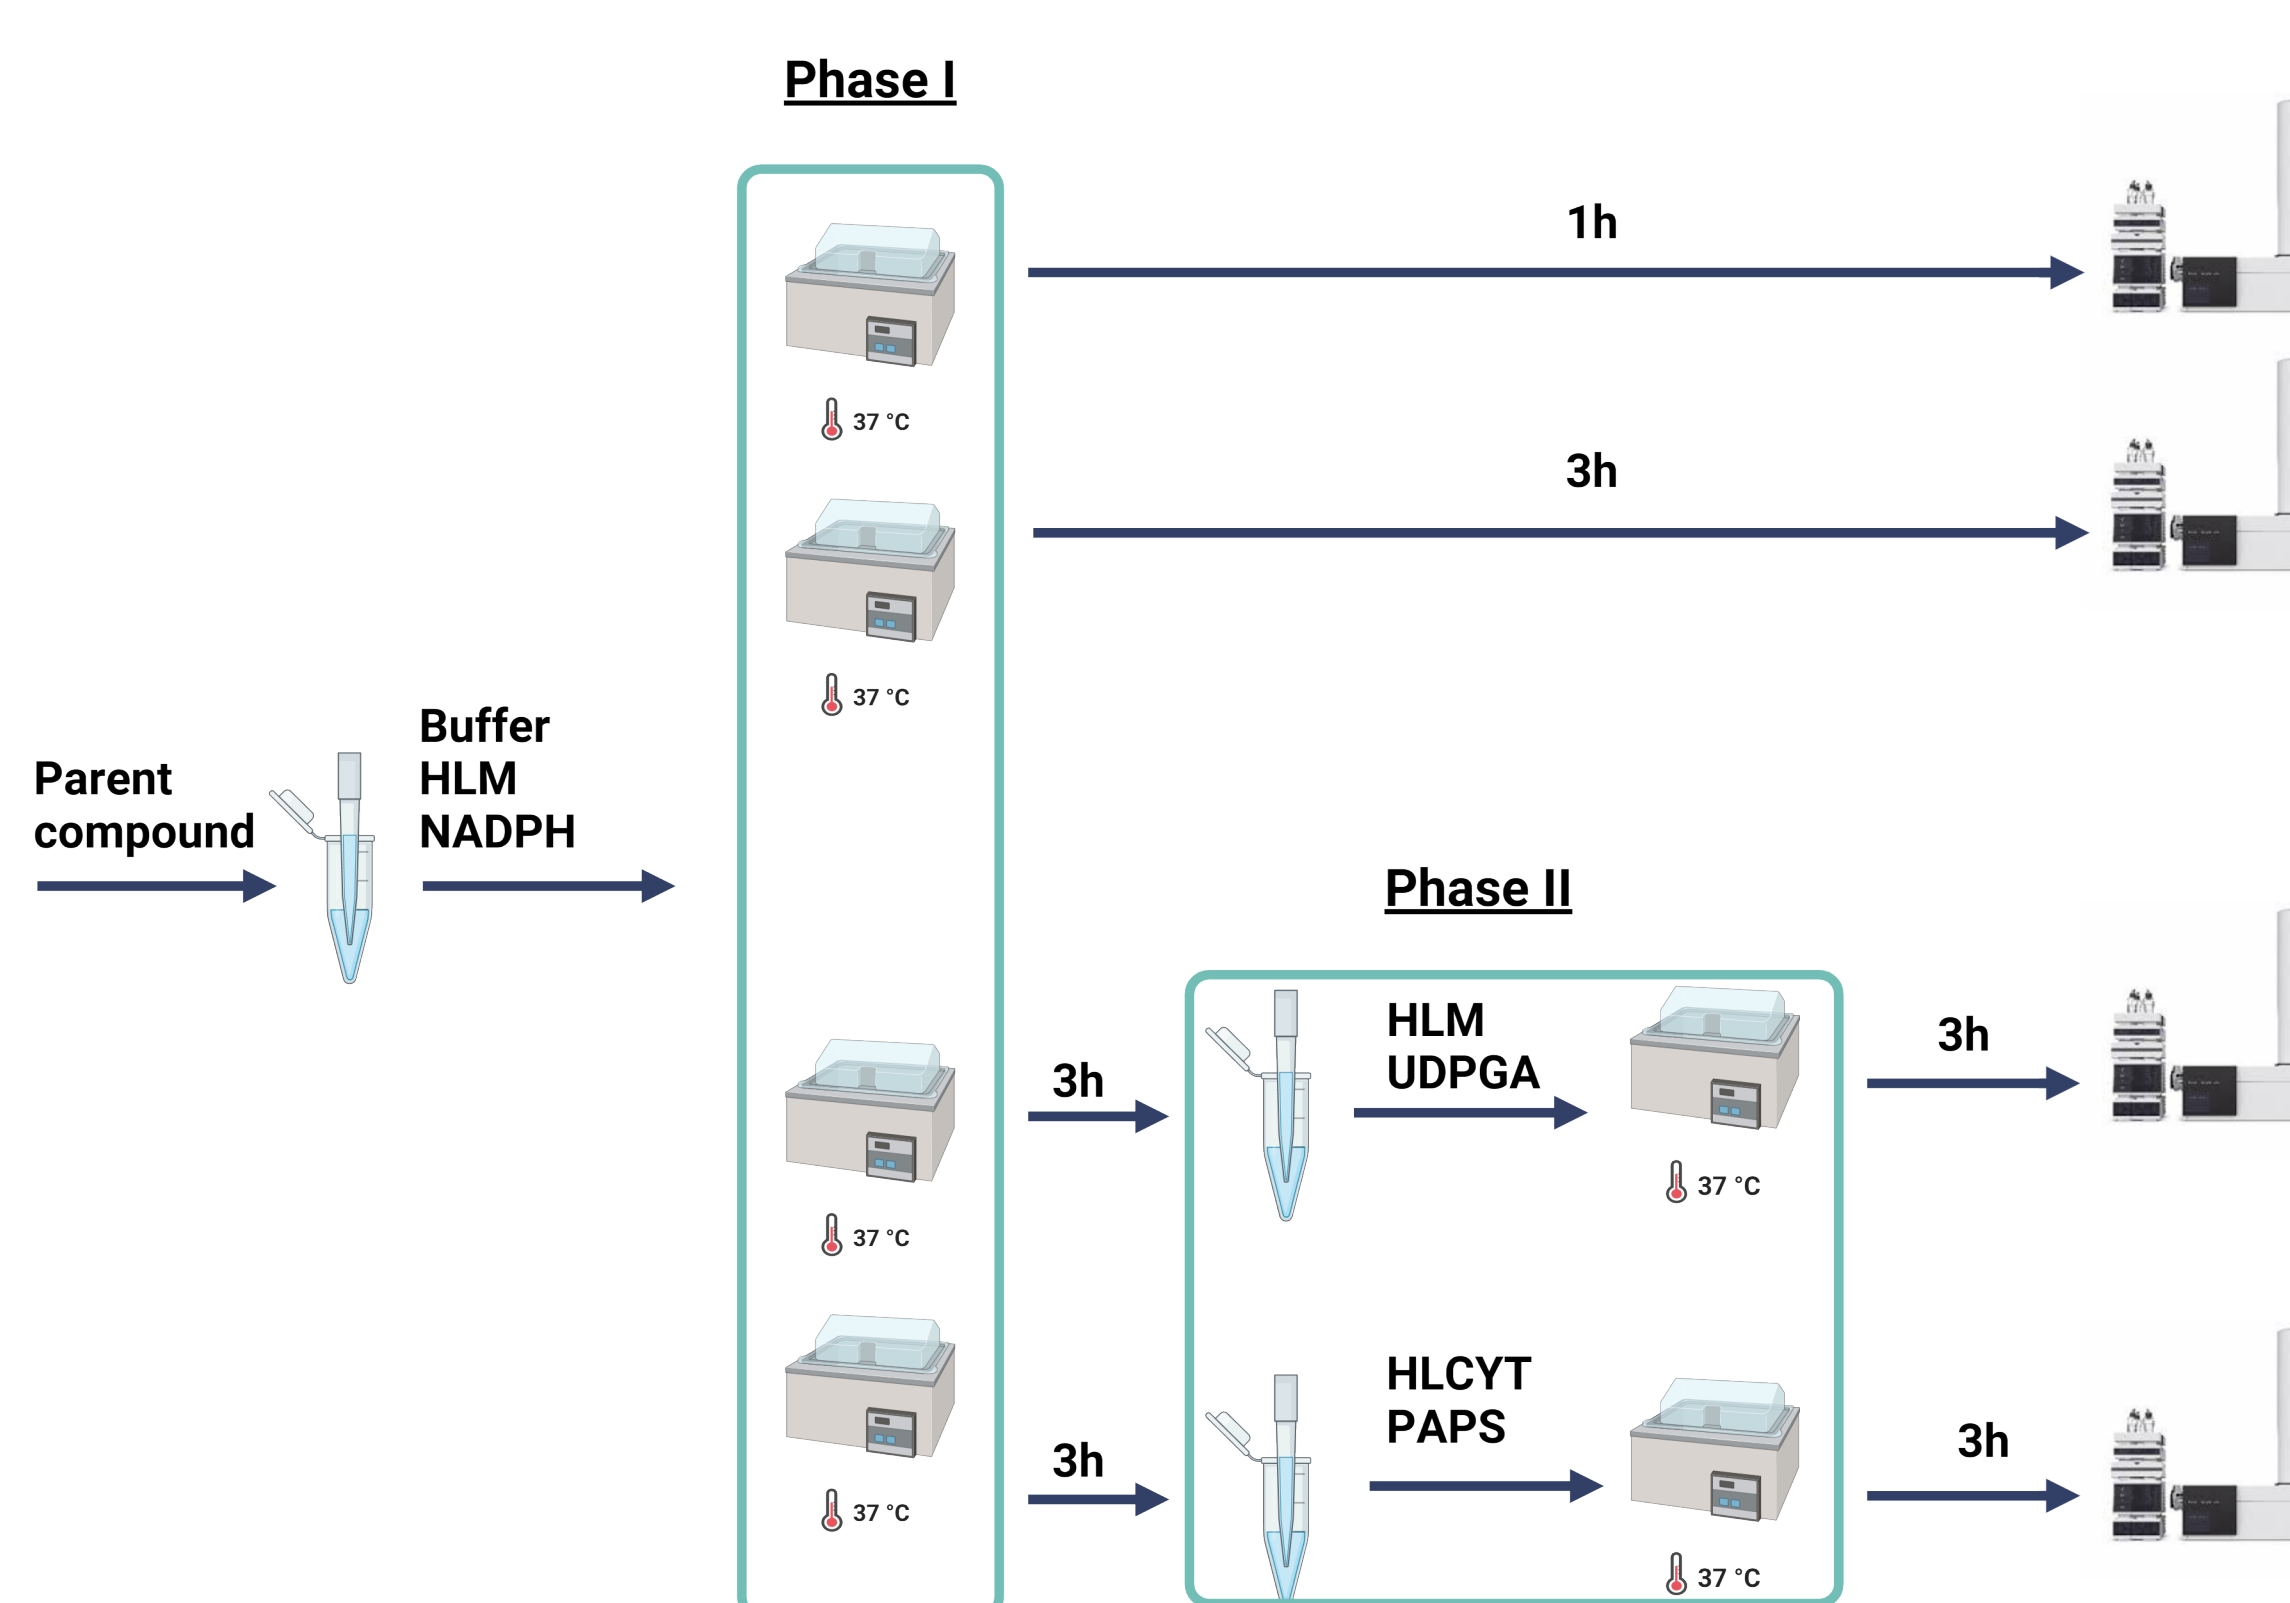 Phase I
1h
37 °C
3h
37 °C
Parent
compound
Buffer
HLM
NADPH
Phase II
3h
HLM
UDPGA
3h
37 °C
37 °C
3h
HLCYT
PAPS
3h
37 °C
37 °C